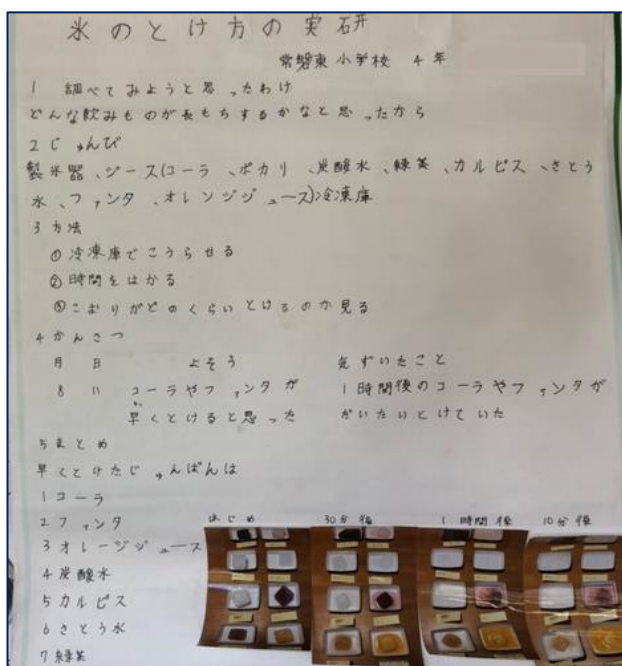 氷のとけ方の実研
常磐東小学校 4年
1 調べてみようと思ったわけ
どんな飲みものが長もちするかなと思ったから
2じゅんび
製氷器、ジース(コーラ、ポカリ、炭酸水、緑茶、カルピス、さとう
水、ファンタ、オレンジジュース)冷凍庫
3方法
①冷凍庫でこうらせる
②時間をはかる
③こおりがどのくらいとけるのか見る
4かんさつ
月 日 よそう 気ずいたこと
8 11 コーラやファンタが 1時間後のコーラやファンタが
早くとけると思った だいたいとけていた
5まとめ
早くとけたじゅんばんは
1コーラ
2ファンタ はじめ 30分後 1時間後 10分後
3オレージジュース
4炭酸水
5カルピス
6さとう水
7緑茶